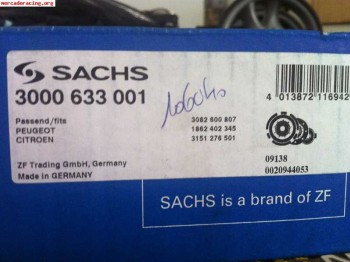 mercadoracing.org
SACHS
3000 633 001
Passend/fits
PEUGEOT
CITROEN
3082 600 807
1862 402 345
3151 276 501
4 013872 116942
ZF Trading GmbH, Germany
Made in GERMANY
09138
0020944053
SACHS is a brand of ZF